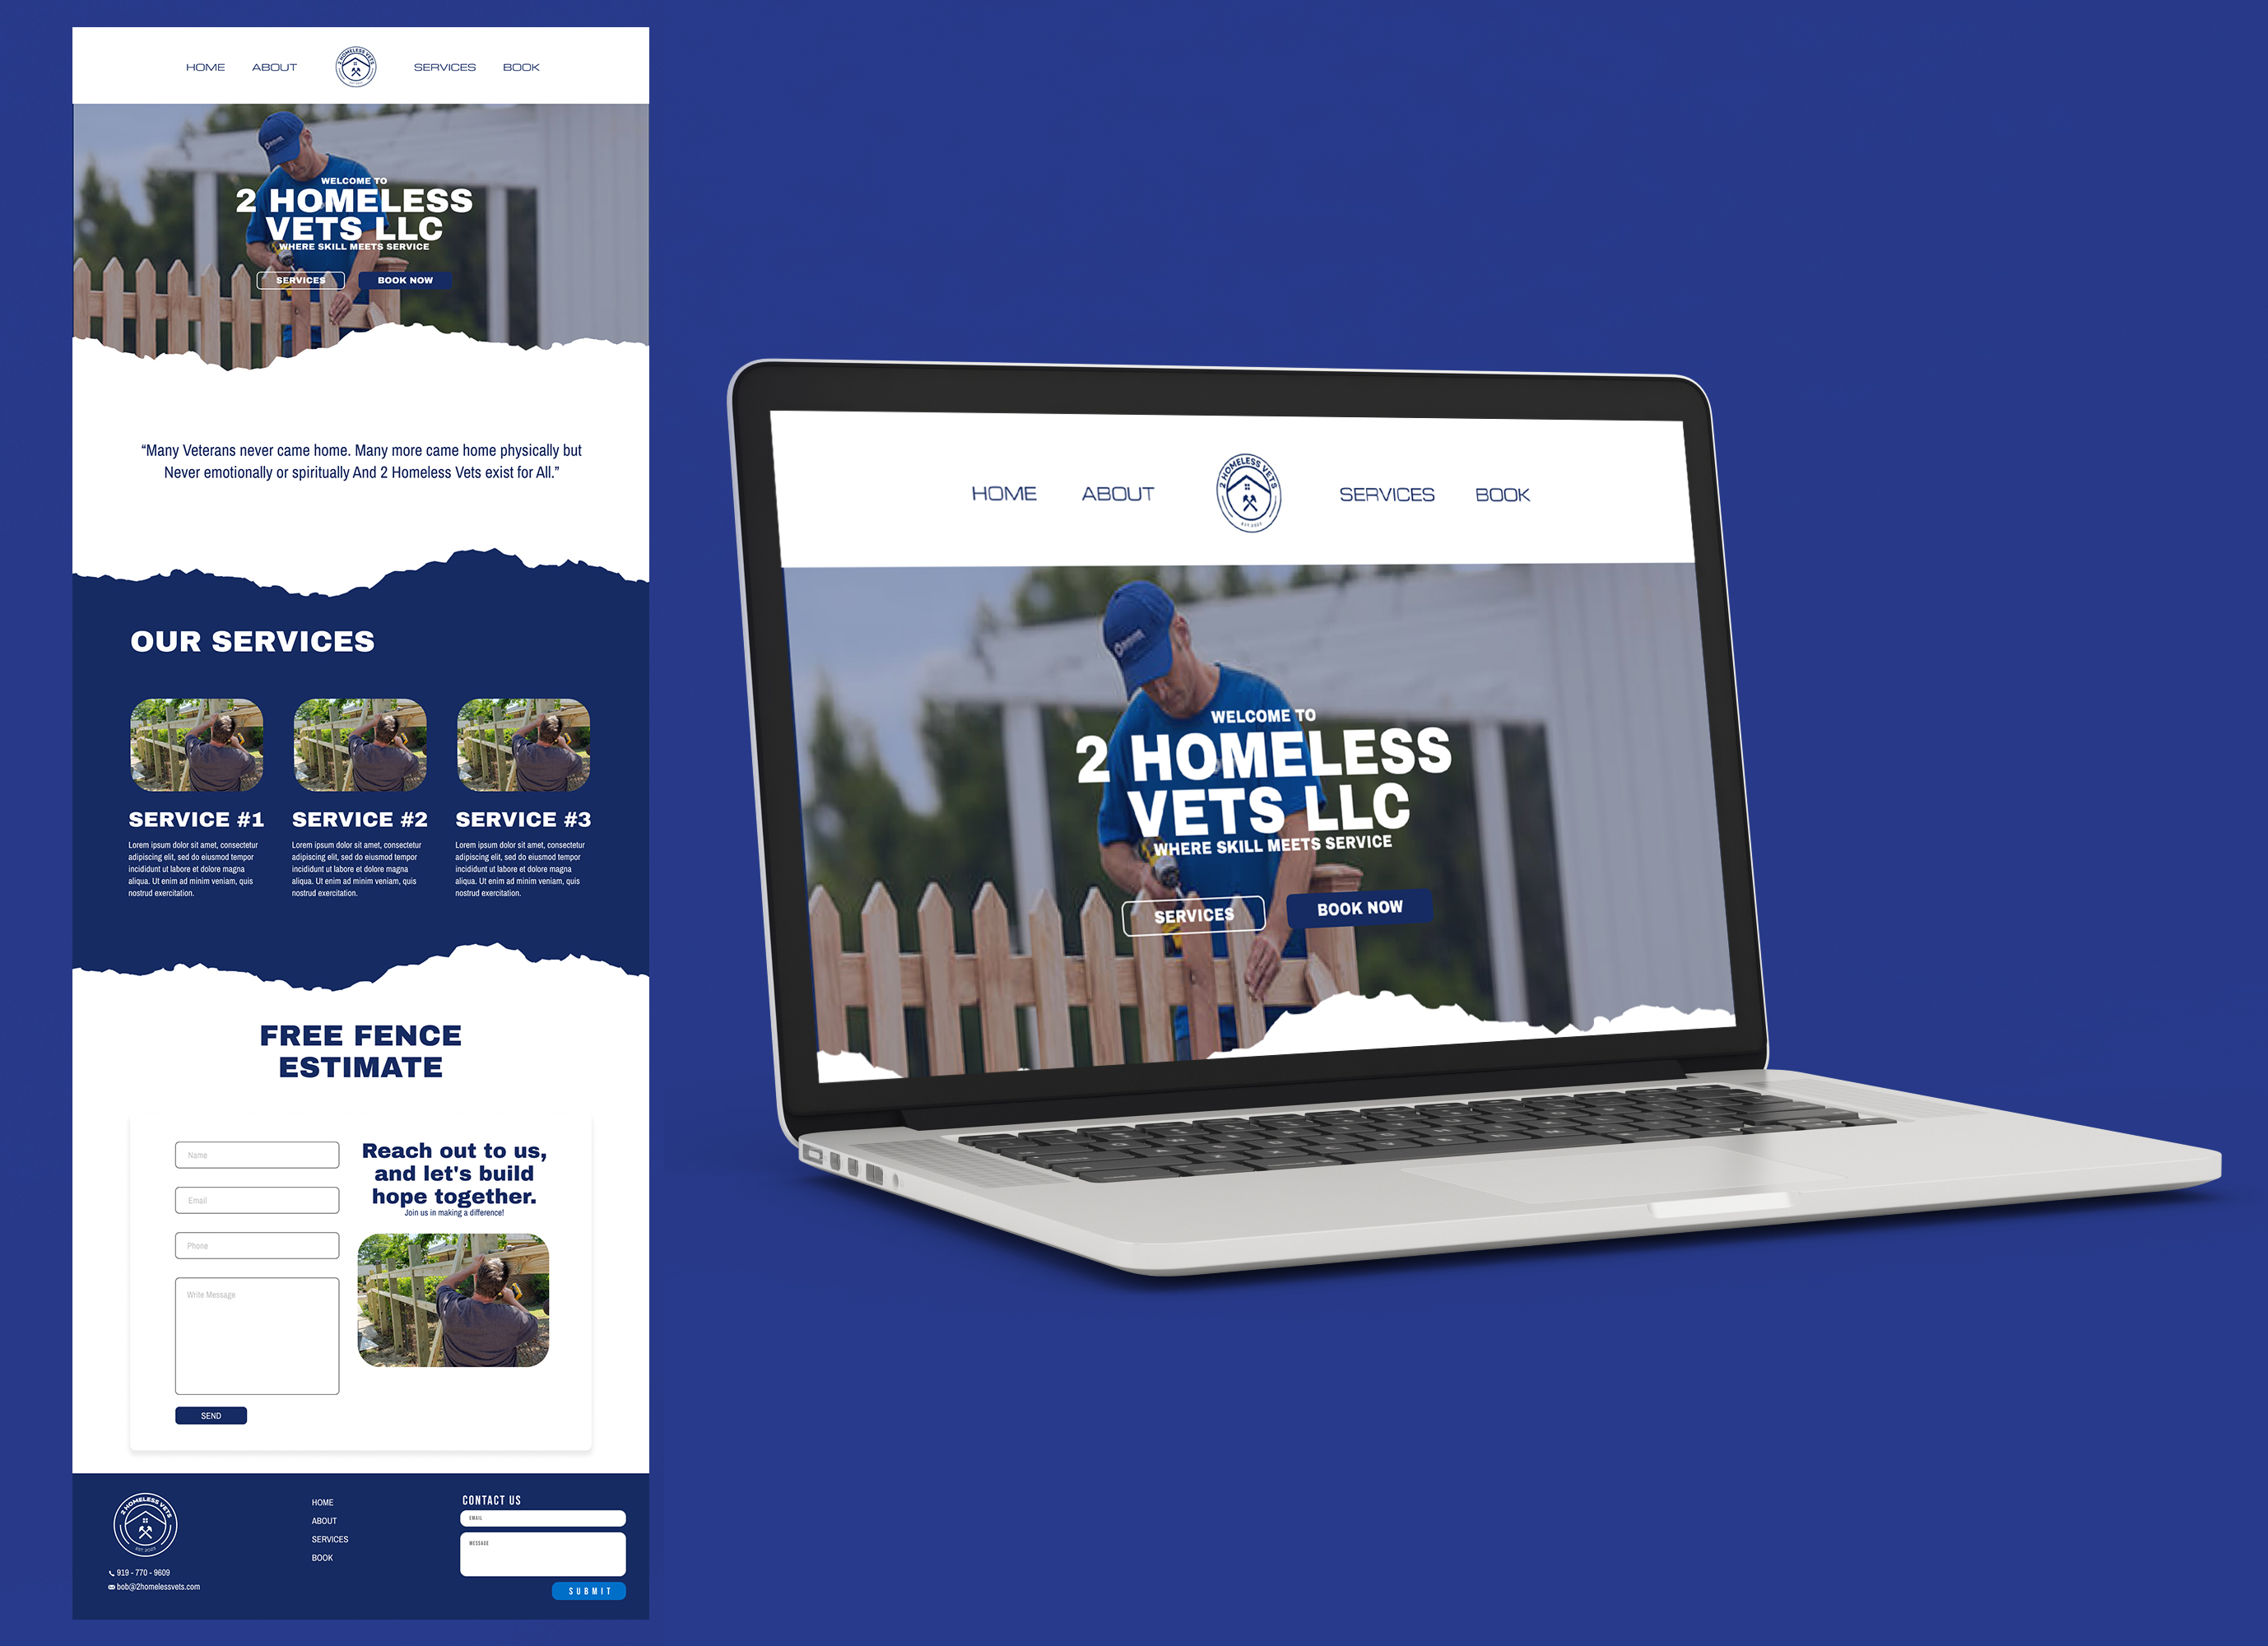 HOME ABOUT 2 HOMELESS VETS SERVICES BOOK
WELCOME TO
2 HOMELESS
VETS LLC
WHERE SKILL MEETS SERVICE
SERVICES BOOK NOW
“Many Veterans never came home. Many more came home physically but
Never emotionally or spiritually And 2 Homeless Vets exist for All.”
OUR SERVICES
SERVICE #1
Lorem ipsum dolor sit amet, consectetur
adipiscing elit, sed do eiusmod tempor
incididunt ut labore et dolore magna
aliqua. Ut enim ad minim veniam, quis
nostrud exercitation.
SERVICE #2
Lorem ipsum dolor sit amet, consectetur
adipiscing elit, sed do eiusmod tempor
incididunt ut labore et dolore magna
aliqua. Ut enim ad minim veniam, quis
nostrud exercitation.
SERVICE #3
Lorem ipsum dolor sit amet, consectetur
adipiscing elit, sed do eiusmod tempor
incididunt ut labore et dolore magna
aliqua. Ut enim ad minim veniam, quis
nostrud exercitation.
FREE FENCE
ESTIMATE
Name
Email
Phone
Write Message
SEND
Reach out to us,
and let's build
hope together.
Join us in making a difference!
2 HOMELESS VETS
EST 2023
919 - 770 - 9609
bob@2homelessvets.com
HOME
ABOUT
SERVICES
BOOK
CONTACT US
EMAIL
MESSAGE
SUBMIT
HOME ABOUT 2 HOMELESS VETS SERVICES BOOK
WELCOME TO
2 HOMELESS
VETS LLC
WHERE SKILL MEETS SERVICE
SERVICES BOOK NOW